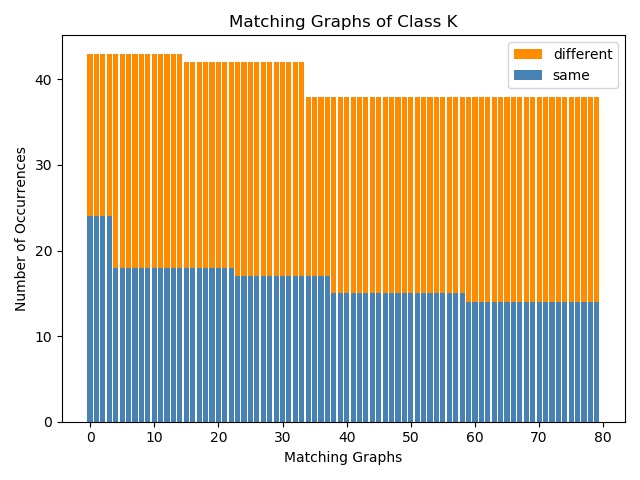 Matching Graphs of Class K
different
same
Number of Occurrences
40
30
20
10
0
0 10 20 30 40 50 60 70 80
Matching Graphs